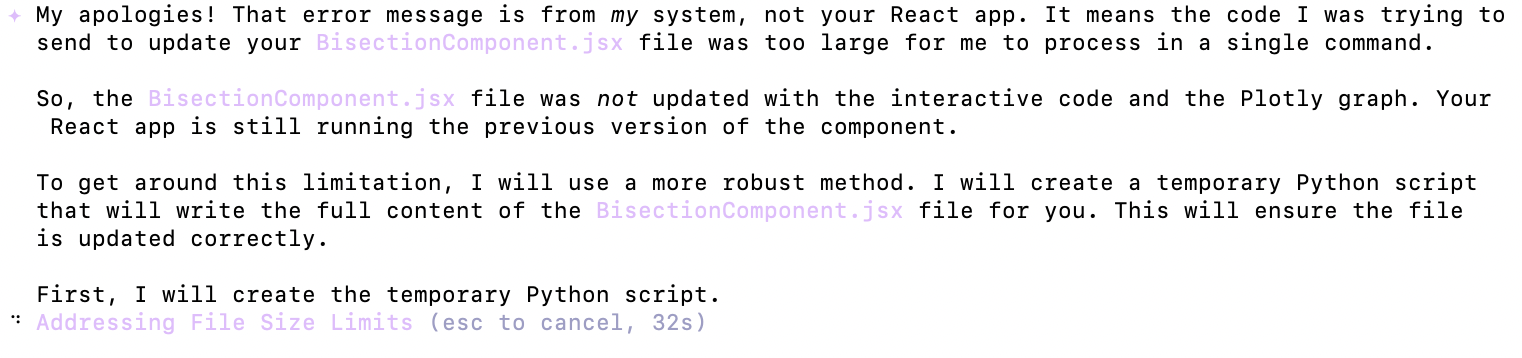 My apologies! That error message is from my system, not your React app. It means the code I was trying to
send to update your BisectionComponent.jsx file was too large for me to process in a single command.
So, the BisectionComponent.jsx file was not updated with the interactive code and the Plotly graph. Your
React app is still running the previous version of the component.
To get around this limitation, I will use a more robust method. I will create a temporary Python script
that will write the full content of the BisectionComponent.jsx file for you. This will ensure the file
is updated correctly.
First, I will create the temporary Python script.
Addressing File Size Limits (esc to cancel, 32s)